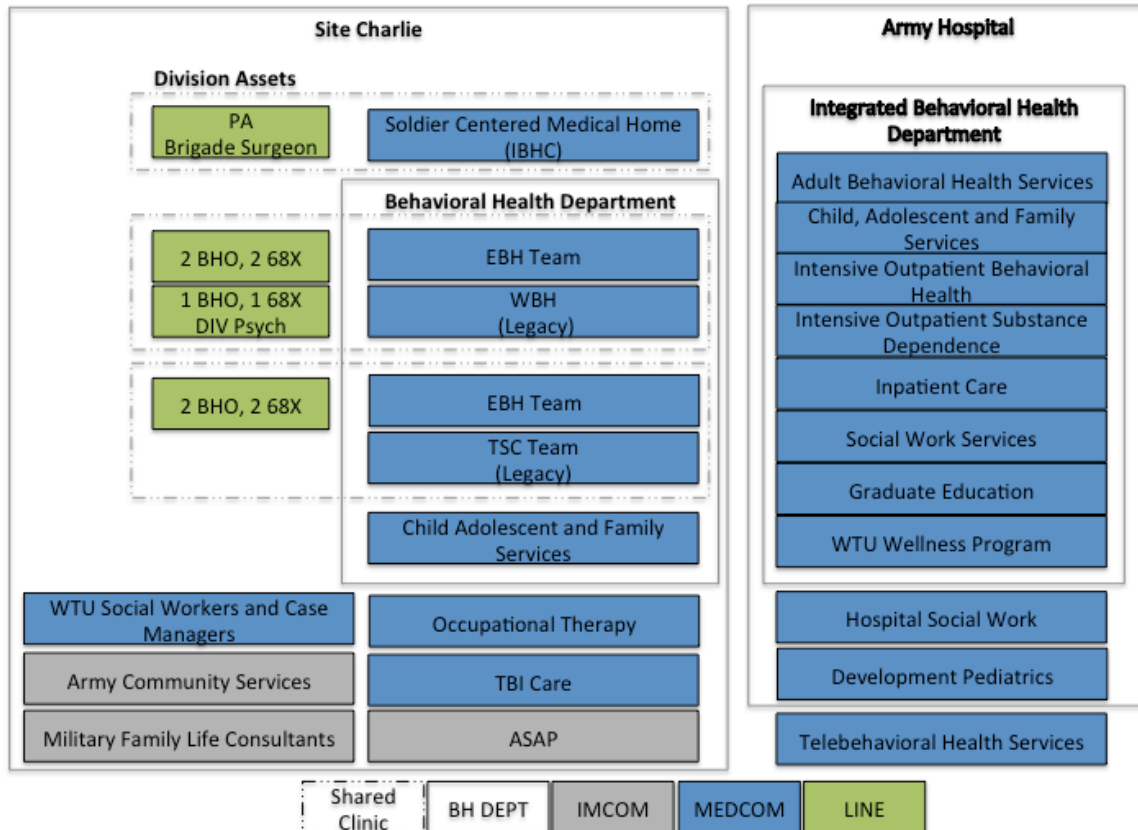 Site Charlie
Division Assets
PA
Brigade Surgeon
Soldier Centered Medical Home
(IBHC)
Behavioral Health Department
2 BHO, 2 68X
EBH Team
1 BHO, 1 68X
DIV Psych
WBH
(Legacy)
2 BHO, 2 68X
EBH Team
TSC Team
(Legacy)
Child Adolescent and Family
Services
WTU Social Workers and Case
Managers
Occupational Therapy
Army Community Services
TBI Care
Military Family Life Consultants
ASAP
Army Hospital
Integrated Behavioral Health
Department
Adult Behavioral Health Services
Child, Adolescent and Family
Services
Intensive Outpatient Behavioral
Health
Intensive Outpatient Substance
Dependence
Inpatient Care
Social Work Services
Graduate Education
WTU Wellness Program
Hospital Social Work
Development Pediatrics
Telebehavioral Health Services
Shared
Clinic
BH DEPT
IMCOM
MEDCOM
LINE